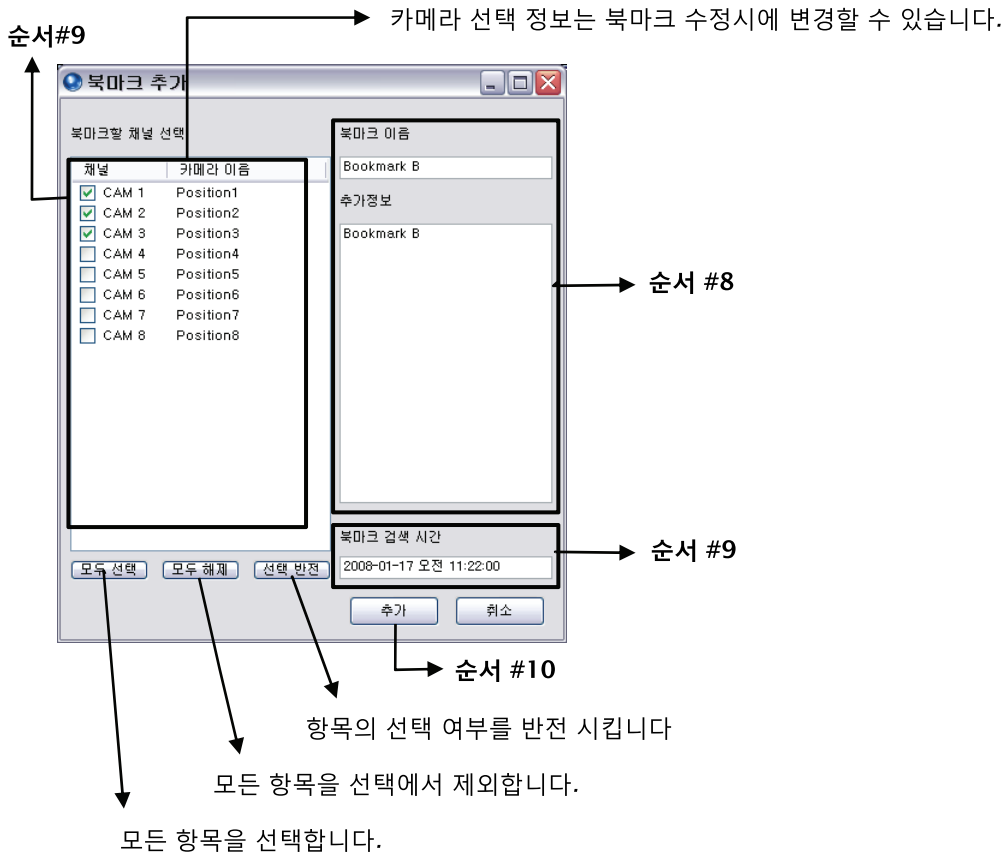 카메라 선택 정보는 북마크 수정시에 변경할 수 있습니다.
순서#9
북마크 추가
북마크할 채널 선택
채널 카메라 이름
CAM 1 Position1
CAM 2 Position2
CAM 3 Position3
CAM 4 Position4
CAM 5 Position5
CAM 6 Position6
CAM 7 Position7
CAM 8 Position8
모두 선택 모두 해제 선택 반전
북마크 이름
Bookmark B
추가정보
Bookmark B
순서 #8
북마크 검색 시간
2008-01-17 오전 11:22:00
순서 #9
추가 취소
순서 #10
항목의 선택 여부를 반전 시킵니다
모든 항목을 선택에서 제외합니다.
모든 항목을 선택합니다.